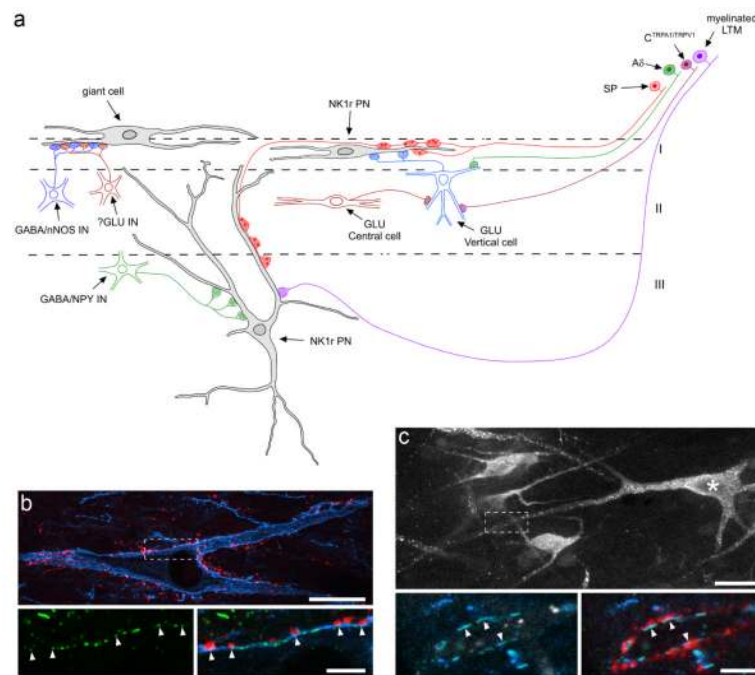 a
myelinated
LTM
C^TRPA1/TRPV1
Aδ
SP
giant cell
NK1r PN
I
II
GABA/nNOS IN
?GLU IN
GLU
Central cell
GLU
Vertical cell
III
GABA/NPY IN
NK1r PN
b
c
*